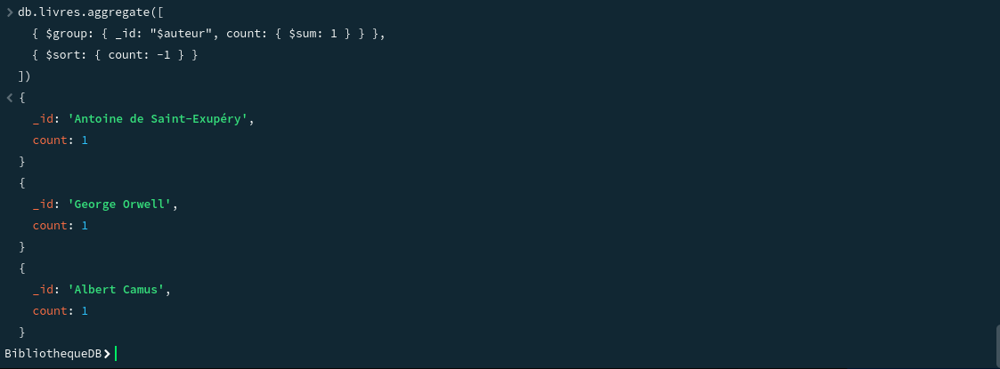 > db.livres.aggregate([
{ $group: { _id: "$auteur", count: { $sum: 1 } } },
{ $sort: { count: -1 } }
])
< {
_id: 'Antoine de Saint-Exupéry',
count: 1
}
{
_id: 'George Orwell',
count: 1
}
{
_id: 'Albert Camus',
count: 1
}
BibliothequeDB>